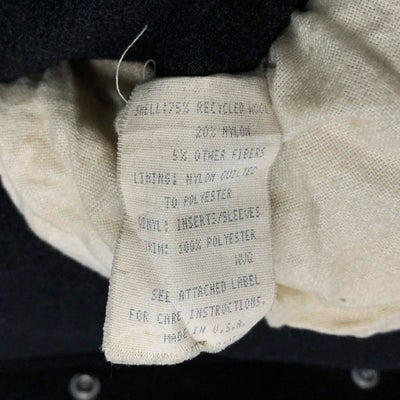 SHELL: 75% RECYCLED WOOL
20% NYLON
5% OTHER FIBERS
LINING: NYLON QUILTED
TO POLYESTER
VINYL: INSERTS/SLEEVES
TRIM: 100% POLYESTER
WWG
SEE ATTACHED LABEL
FOR CARE INSTRUCTIONS.
MADE IN U.S.A.